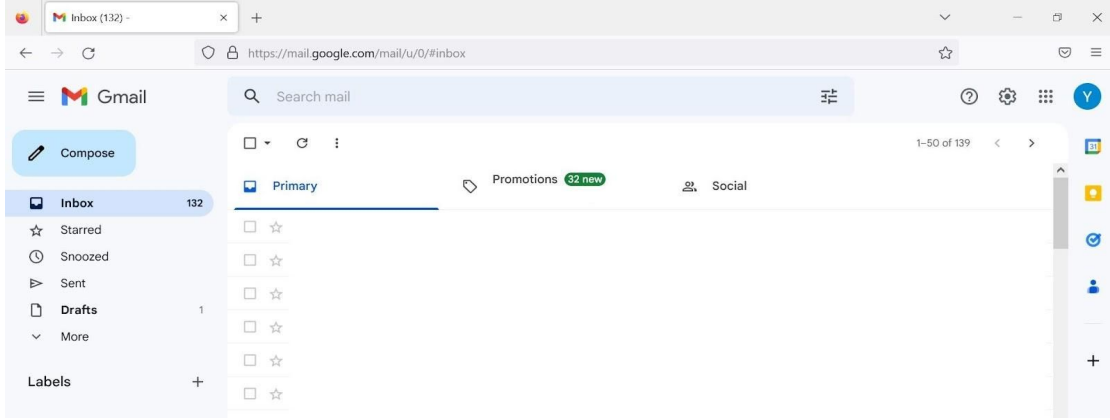 Inbox (132) -
https://mail.google.com/mail/u/0/#inbox
Gmail
Search mail
Y
Compose
1–50 of 139
31
Primary
Promotions 32 new
Social
Inbox 132
Starred
Snoozed
Sent
Drafts 1
More
Labels